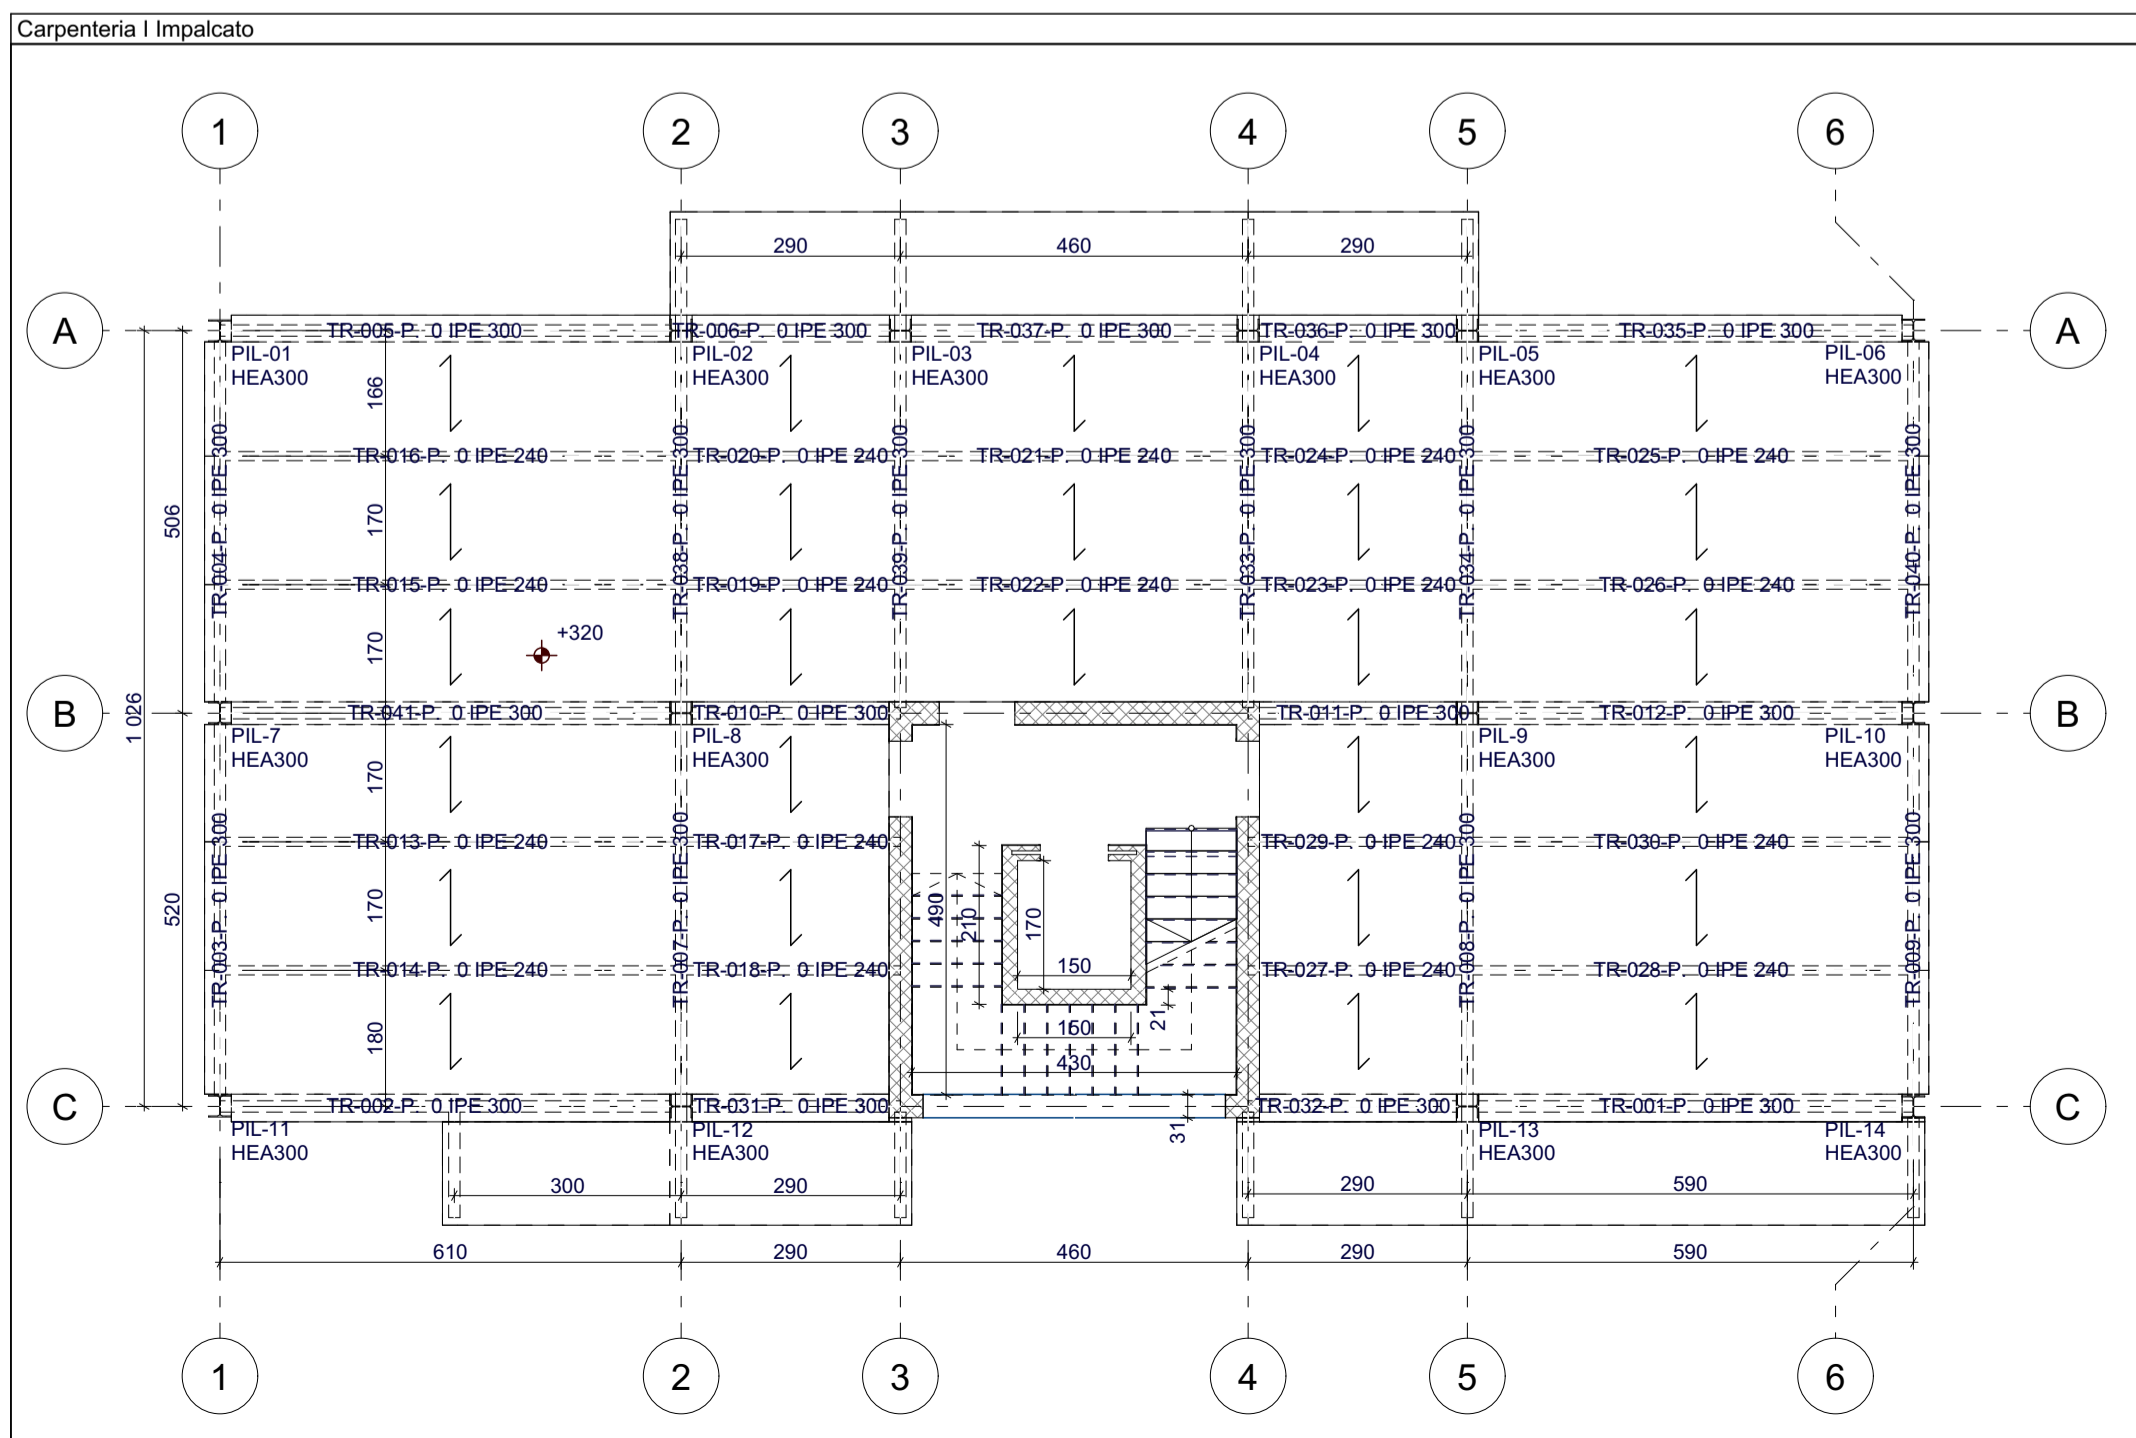 Carpenteria I Impalcato
1 2 3 4 5 6
290 460 290
A TR-005-P. 0 IPE 300 TR-006-P. 0 IPE 300 TR-037-P. 0 IPE 300 TR-036-P. 0 IPE 300 TR-035-P. 0 IPE 300 A
PIL-01 PIL-02 PIL-03 PIL-04 PIL-05 PIL-06
HEA300 HEA300 HEA300 HEA300 HEA300 HEA300
166
TR-016-P. 0 IPE 240 TR-020-P. 0 IPE 240 TR-021-P. 0 IPE 240 TR-024-P. 0 IPE 240 TR-025-P. 0 IPE 240
506 TR-004-P. 0 IPE 300 170 TR-038-P. 0 IPE 300 TR-039-P. 0 IPE 300 TR-033-P. 0 IPE 300 TR-034-P. 0 IPE 300 TR-040-P. 0 IPE 300
TR-015-P. 0 IPE 240 TR-019-P. 0 IPE 240 TR-022-P. 0 IPE 240 TR-023-P. 0 IPE 240 TR-026-P. 0 IPE 240
170 +320
1 026
B TR-041-P. 0 IPE 300 TR-010-P. 0 IPE 300 TR-011-P. 0 IPE 300 TR-012-P. 0 IPE 300 B
PIL-7 PIL-8 PIL-9 PIL-10
HEA300 HEA300 HEA300 HEA300
170
TR-013-P. 0 IPE 240 TR-017-P. 0 IPE 240 TR-029-P. 0 IPE 240 TR-030-P. 0 IPE 240
520 TR-003-P. 0 IPE 300 170 TR-007-P. 0 IPE 300 490 210 170 TR-008-P. 0 IPE 300 TR-009-P. 0 IPE 300
TR-014-P. 0 IPE 240 TR-018-P. 0 IPE 240 150 TR-027-P. 0 IPE 240 TR-028-P. 0 IPE 240
180 21
430
C TR-002-P. 0 IPE 300 TR-031-P. 0 IPE 300 TR-032-P. 0 IPE 300 TR-001-P. 0 IPE 300 C
31
PIL-11 PIL-12 PIL-13 PIL-14
HEA300 HEA300 HEA300 HEA300
300 290 290 590
610 290 460 290 590
1 2 3 4 5 6